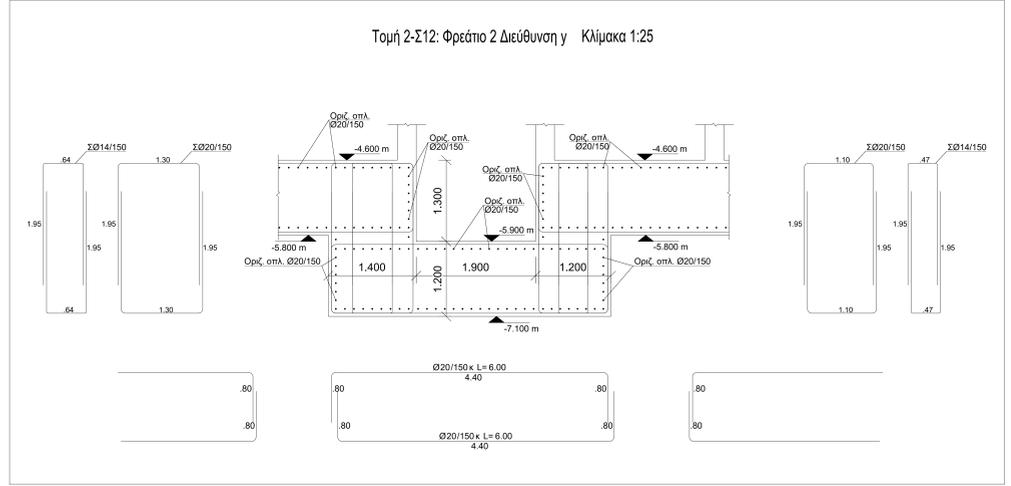 Τομή 2-Σ12: Φρεάτιο 2 Διεύθυνση y Κλίμακα 1:25
Οριζ. οπλ.
Ø20/150
Οριζ. οπλ.
Ø20/150
Οριζ. οπλ.
Ø20/150
-4.600 m
-4.600 m
ΣØ14/150
ΣØ20/150
ΣØ20/150
ΣØ14/150
.64
1.30
1.10
.47
Οριζ. οπλ.
Ø20/150
1.300
Οριζ. οπλ.
Ø20/150
1.95
1.95
1.95
1.95
1.95
1.95
1.95
1.95
-5.900 m
-5.800 m
-5.800 m
Οριζ. οπλ. Ø20/150
Οριζ. οπλ. Ø20/150
1.400
1.900
1.200
1.200
.64
1.30
1.10
.47
-7.100 m
Ø20/150κ L= 6.00
4.40
.80
.80
.80
.80
.80
.80
.80
.80
Ø20/150κ L= 6.00
4.40